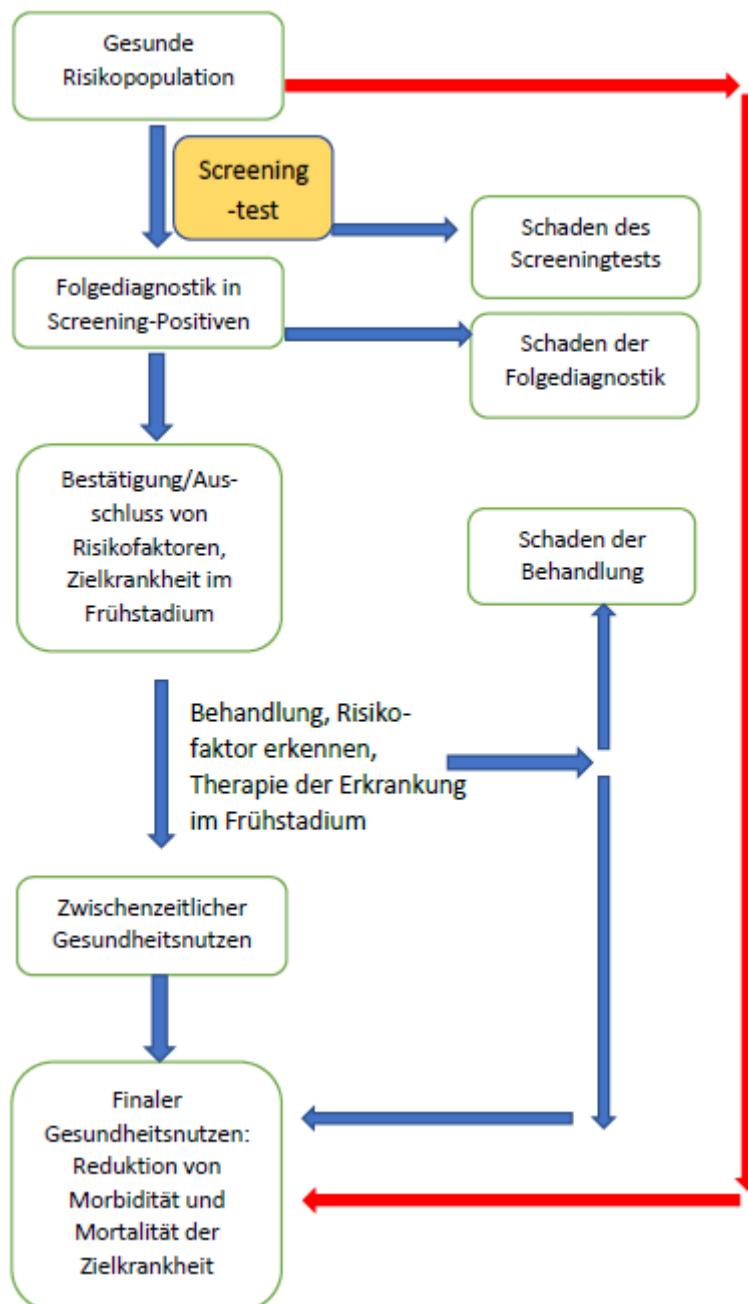 Gesunde
Risikopopulation
Screening
-test
Schaden des
Screeningtests
Folgediagnostik in
Screening-Positiven
Schaden der
Folgediagnostik
Bestätigung/Aus-
schluss von
Risikofaktoren,
Zielkrankheit im
Frühstadium
Schaden der
Behandlung
Behandlung, Risiko-
faktor erkennen,
Therapie der Erkrankung
im Frühstadium
Zwischenzeitlicher
Gesundheitsnutzen
Finaler
Gesundheitsnutzen:
Reduktion von
Morbidität und
Mortalität der
Zielkrankheit